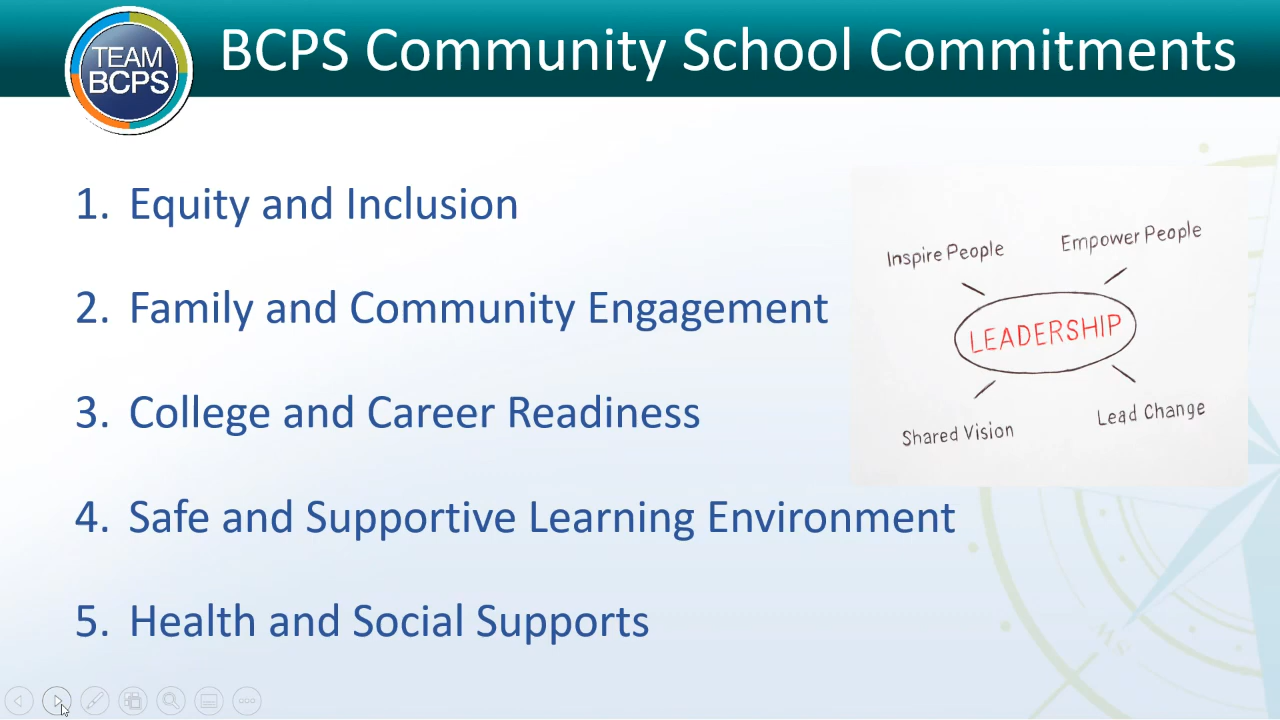 TEAM
BCPS
BCPS Community School Commitments
1. Equity and Inclusion
2. Family and Community Engagement
3. College and Career Readiness
4. Safe and Supportive Learning Environment
5. Health and Social Supports
Inspire People
Empower People
LEADERSHIP
Shared Vision
Lead Change